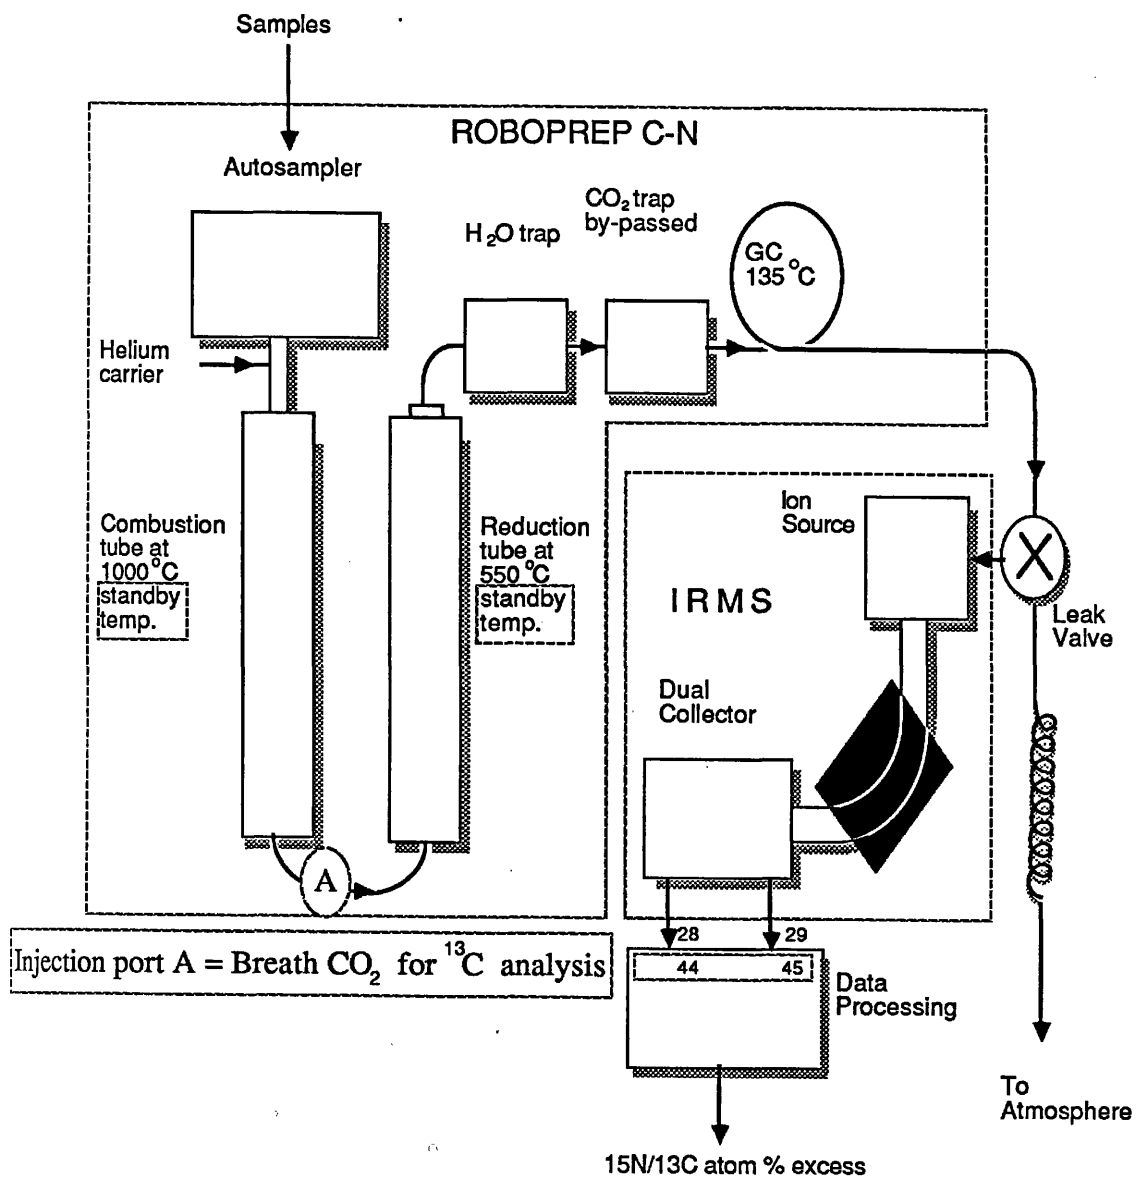 Samples
ROBOPREP C-N
Autosampler
CO₂ trap
by-passed
H₂O trap
GC
135 °C
Helium
carrier
Combustion
tube at
1000 °C
standby
temp.
Reduction
tube at
550 °C
standby
temp.
Ion
Source
X
IRMS
Leak
Valve
Dual
Collector
A
Injection port A = Breath CO₂ for ¹³C analysis
28 29
44 45
Data
Processing
To
Atmosphere
15N/13C atom % excess